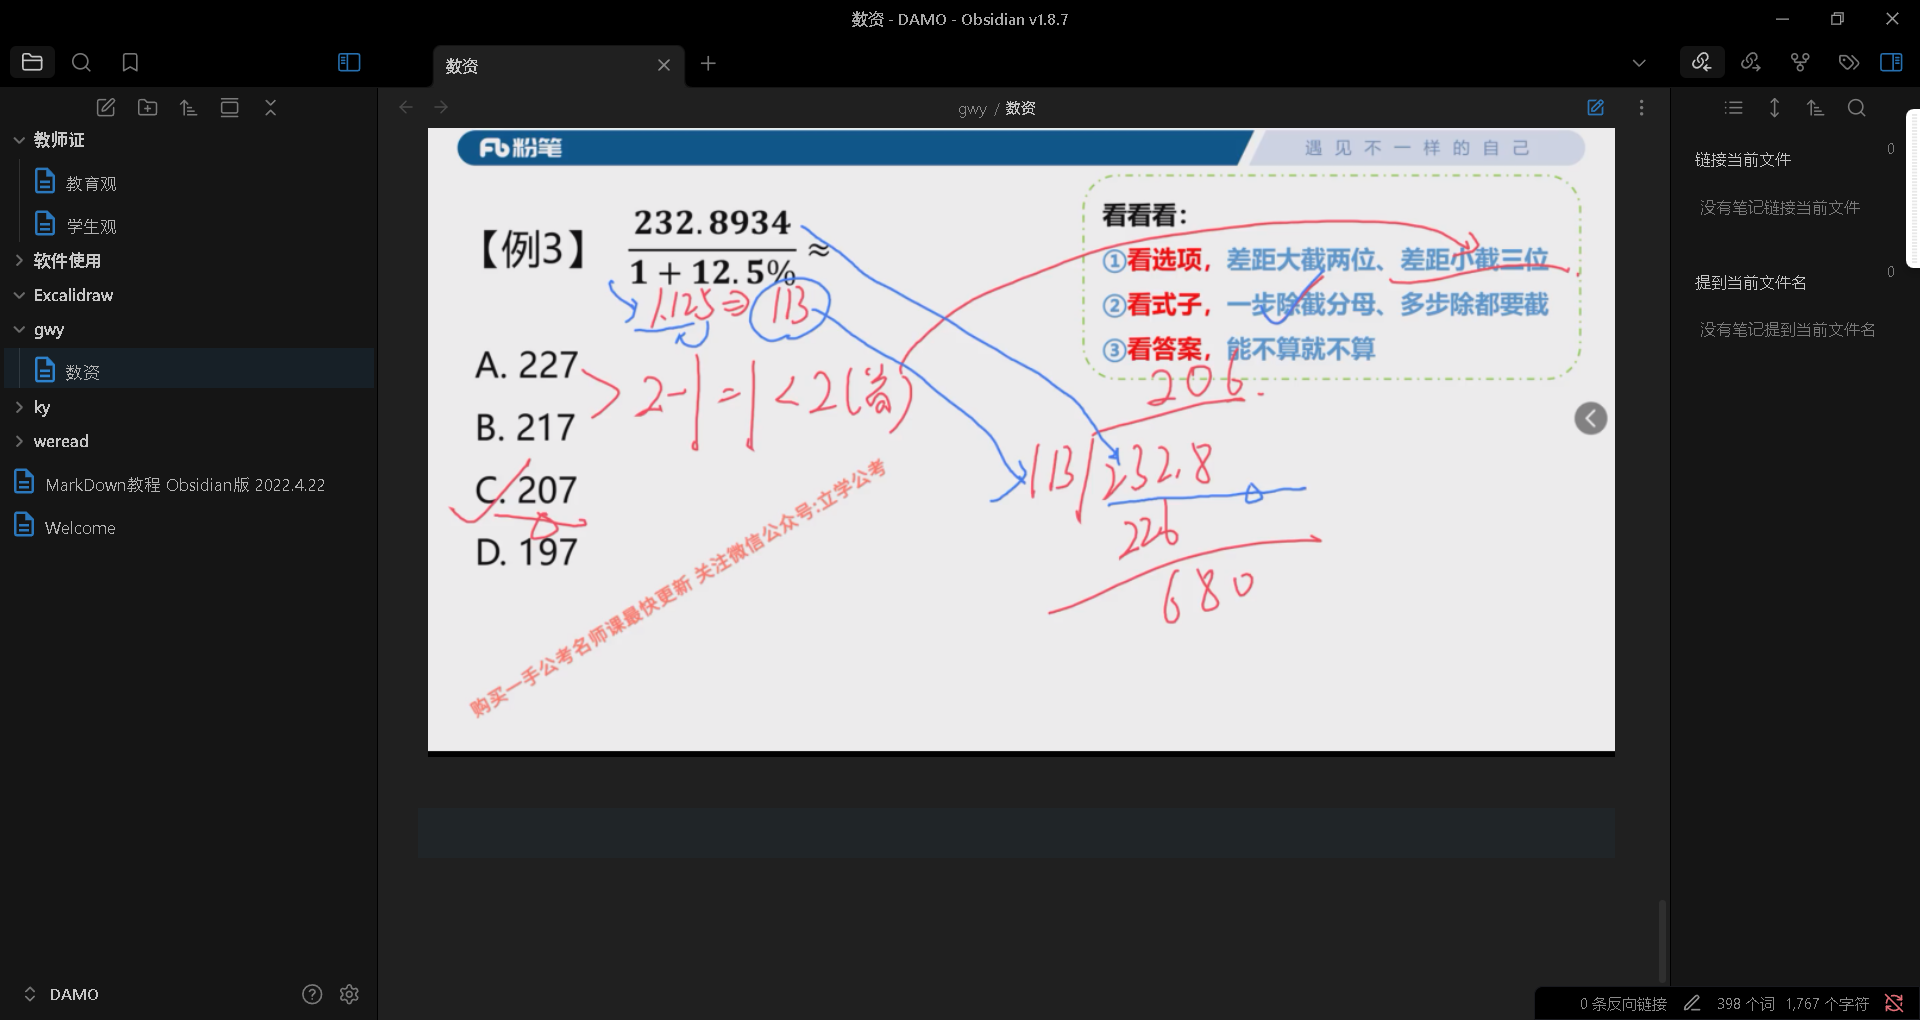 数资 - DAMO - Obsidian v1.8.7
数资
gwy / 数资
教师证
教育观
学生观
软件使用
Excalidraw
gwy
数资
ky
weread
MarkDown教程 Obsidian版 2022.4.22
Welcome
DAMO
粉笔
遇见不一样的自己
【例3】
232.8934
1 + 12.5%
≈
1.125 ⇒ 113
A. 227
B. 217
C. 207
D. 197
2-1=1<2(首)
看看看：
①看选项，差距大截两位、差距小截三位
②看式子，一步除截分母、多步除都要截
③看答案，能不算就不算
206
113
232.8
226
680
购买一手公考名师课最快更新 关注微信公众号:立学公考
链接当前文件
0
没有笔记链接当前文件
提到当前文件名
0
没有笔记提到当前文件名
0 条反向链接
398 个词
1,767 个字符